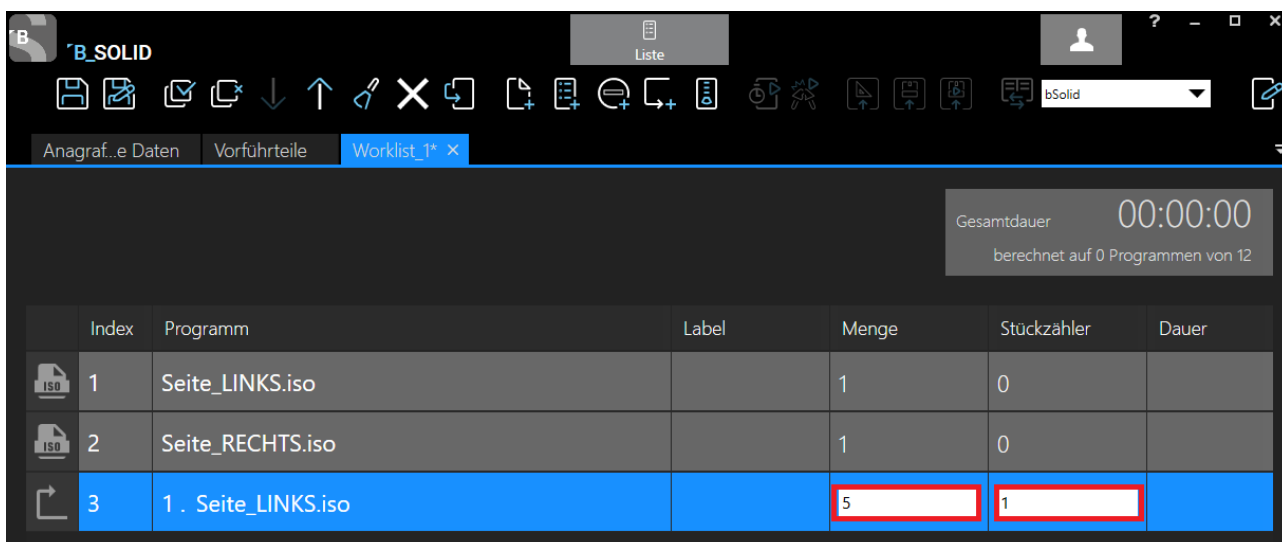 ´B
´B_SOLID
Liste
?
bSolid
Anagraf...e Daten Vorführteile Worklist_1* ×
Gesamtdauer 00:00:00
berechnet auf 0 Programmen von 12
Index Programm Label Menge Stückzähler Dauer
ISO 1 Seite_LINKS.iso 1 0
ISO 2 Seite_RECHTS.iso 1 0
3 1 . Seite_LINKS.iso 5 1